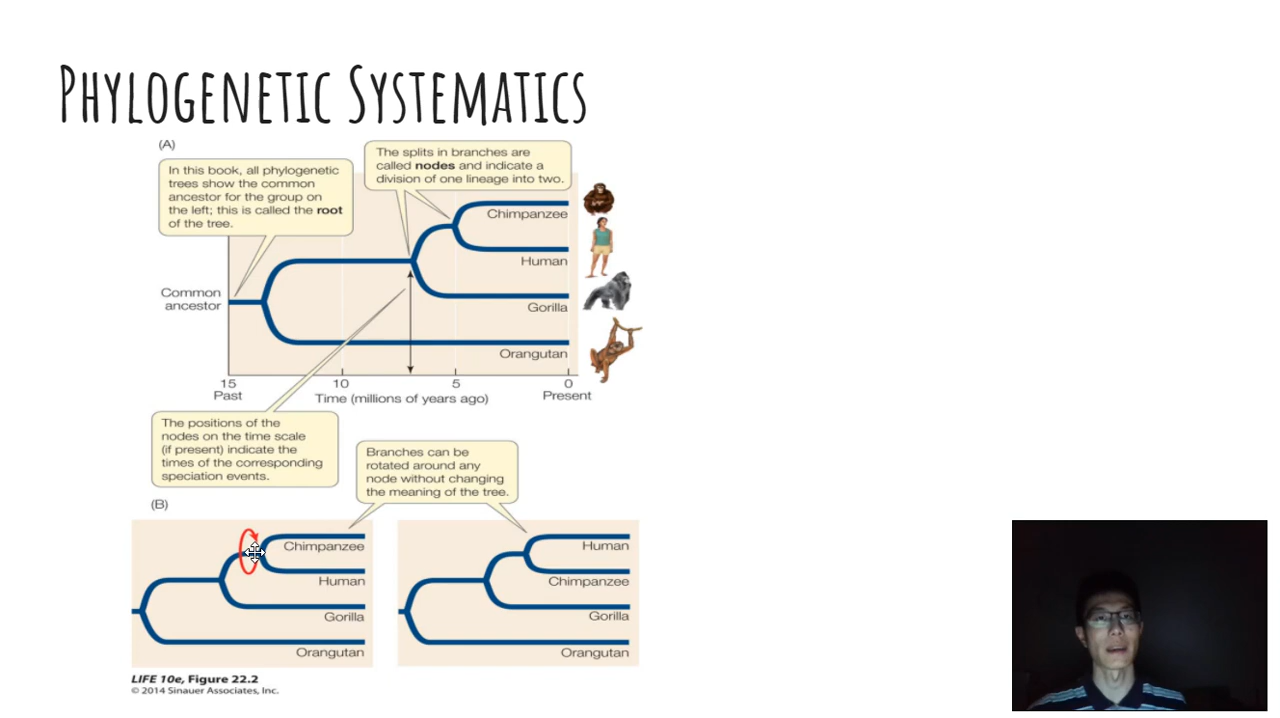 Phylogenetic Systematics
(A)
In this book, all phylogenetic
trees show the common
ancestor for the group on
the left; this is called the root
of the tree.
The splits in branches are
called nodes and indicate a
division of one lineage into two.
Chimpanzee
Human
Gorilla
Orangutan
Common
ancestor
15
10
5
0
Past
Time (millions of years ago)
Present
The positions of the
nodes on the time scale
(if present) indicate the
times of the corresponding
speciation events.
Branches can be
rotated around any
node without changing
the meaning of the tree.
(B)
Chimpanzee
Human
Gorilla
Orangutan
Human
Chimpanzee
Gorilla
Orangutan
LIFE 10e, Figure 22.2
© 2014 Sinauer Associates, Inc.